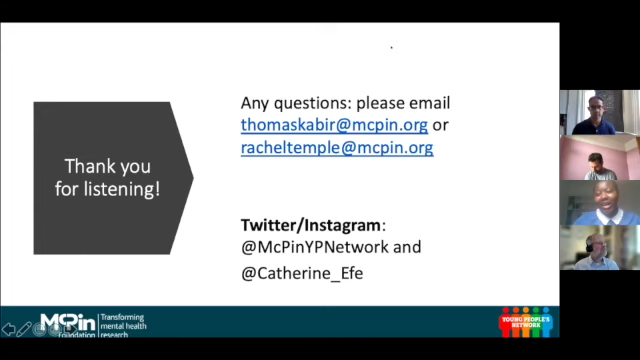 Thank you
for listening!
Any questions: please email
thomaskabir@mcpin.org or
racheltemple@mcpin.org
Twitter/Instagram:
@McPinYPNetwork and
@Catherine_Efe
McPin
Foundation
Transforming
mental health
research
YOUNG PEOPLE'S
NETWORK